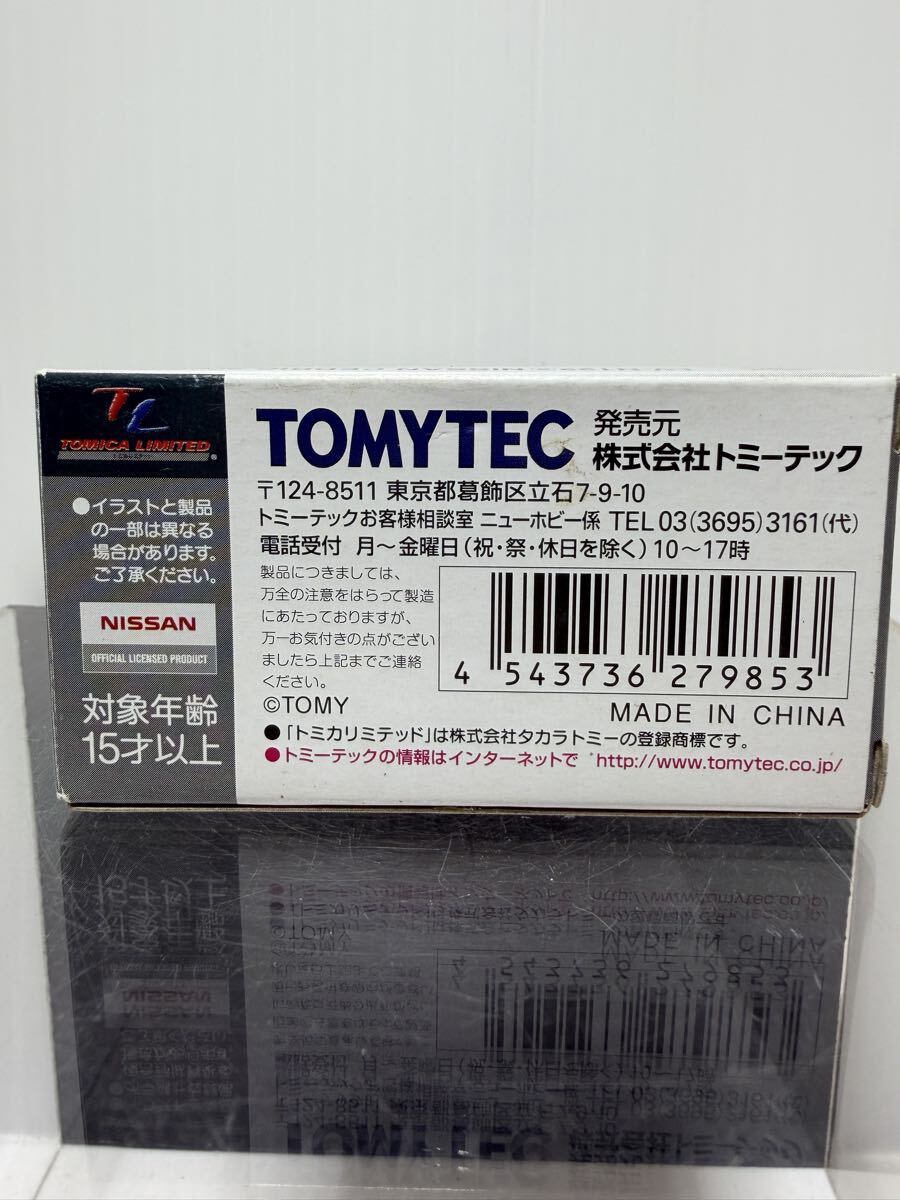 TL
TOMICA LIMITED
●イラストと製品
の一部は異なる
場合があります。
ご了承ください。
NISSAN
OFFICIAL LICENSED PRODUCT
対象年齢
15才以上
TOMYTEC
発売元
株式会社トミーテック
〒124-8511 東京都葛飾区立石7-9-10
トミーテックお客様相談室 ニューホビー係 TEL 03(3695)3161(代)
電話受付 月～金曜日(祝・祭・休日を除く)10～17時
製品につきましては、
万全の注意をはらって製造
にあたっておりますが、
万一お気付きの点がござい
ましたら上記までご連絡
ください。
4 543736 279853
©TOMY
MADE IN CHINA
●「トミカリミテッド」は株式会社タカラトミーの登録商標です。
●トミーテックの情報はインターネットで http://www.tomytec.co.jp/